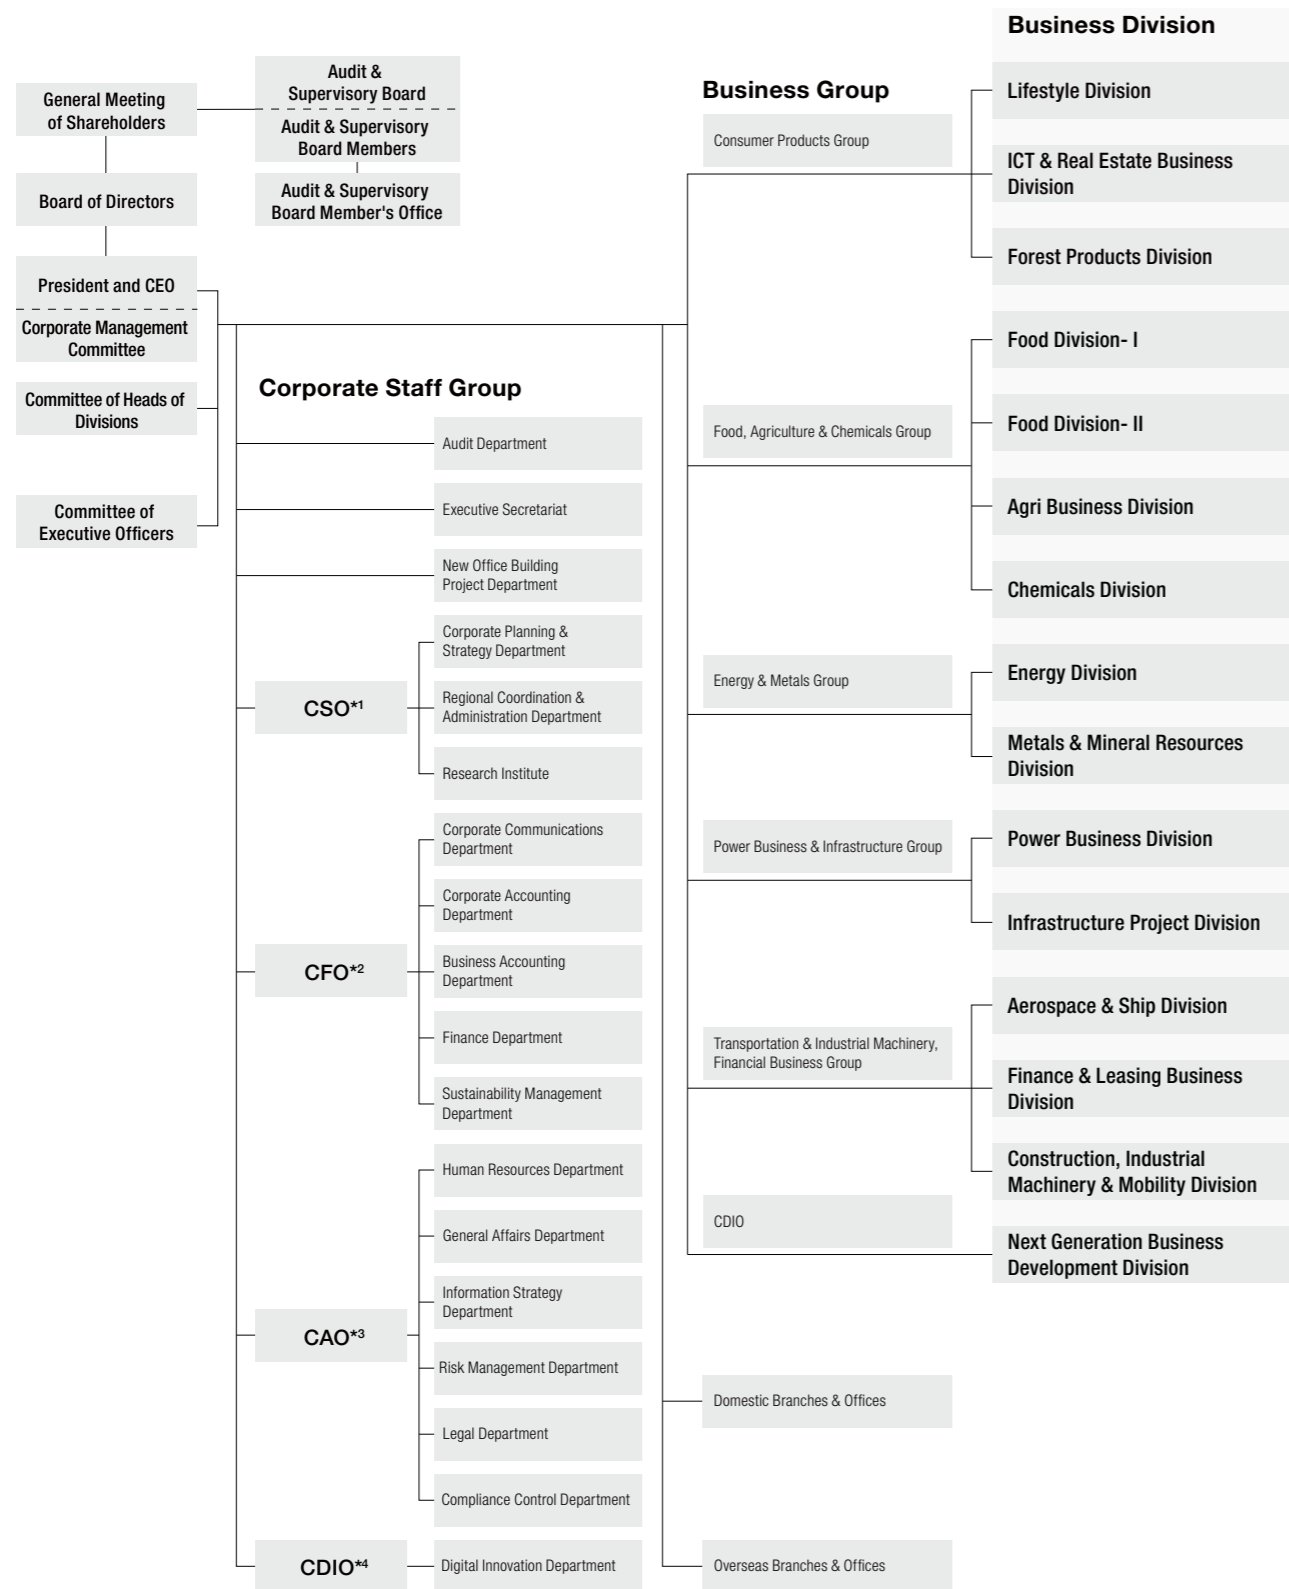 General Meeting
of Shareholders
Audit &
Supervisory Board
Audit & Supervisory
Board Members
Audit & Supervisory
Board Member's Office
Board of Directors
President and CEO
Corporate Management
Committee
Committee of Heads of
Divisions
Committee of
Executive Officers
Corporate Staff Group
Audit Department
Executive Secretariat
New Office Building
Project Department
CSO*1
Corporate Planning &
Strategy Department
Regional Coordination &
Administration Department
Research Institute
CFO*2
Corporate Communications
Department
Corporate Accounting
Department
Business Accounting
Department
Finance Department
Sustainability Management
Department
CAO*3
Human Resources Department
General Affairs Department
Information Strategy
Department
Risk Management Department
Legal Department
Compliance Control Department
CDIO*4
Digital Innovation Department
Business Group
Consumer Products Group
Food, Agriculture & Chemicals Group
Energy & Metals Group
Power Business & Infrastructure Group
Transportation & Industrial Machinery,
Financial Business Group
CDIO
Domestic Branches & Offices
Overseas Branches & Offices
Business Division
Lifestyle Division
ICT & Real Estate Business
Division
Forest Products Division
Food Division- I
Food Division- II
Agri Business Division
Chemicals Division
Energy Division
Metals & Mineral Resources
Division
Power Business Division
Infrastructure Project Division
Aerospace & Ship Division
Finance & Leasing Business
Division
Construction, Industrial
Machinery & Mobility Division
Next Generation Business
Development Division